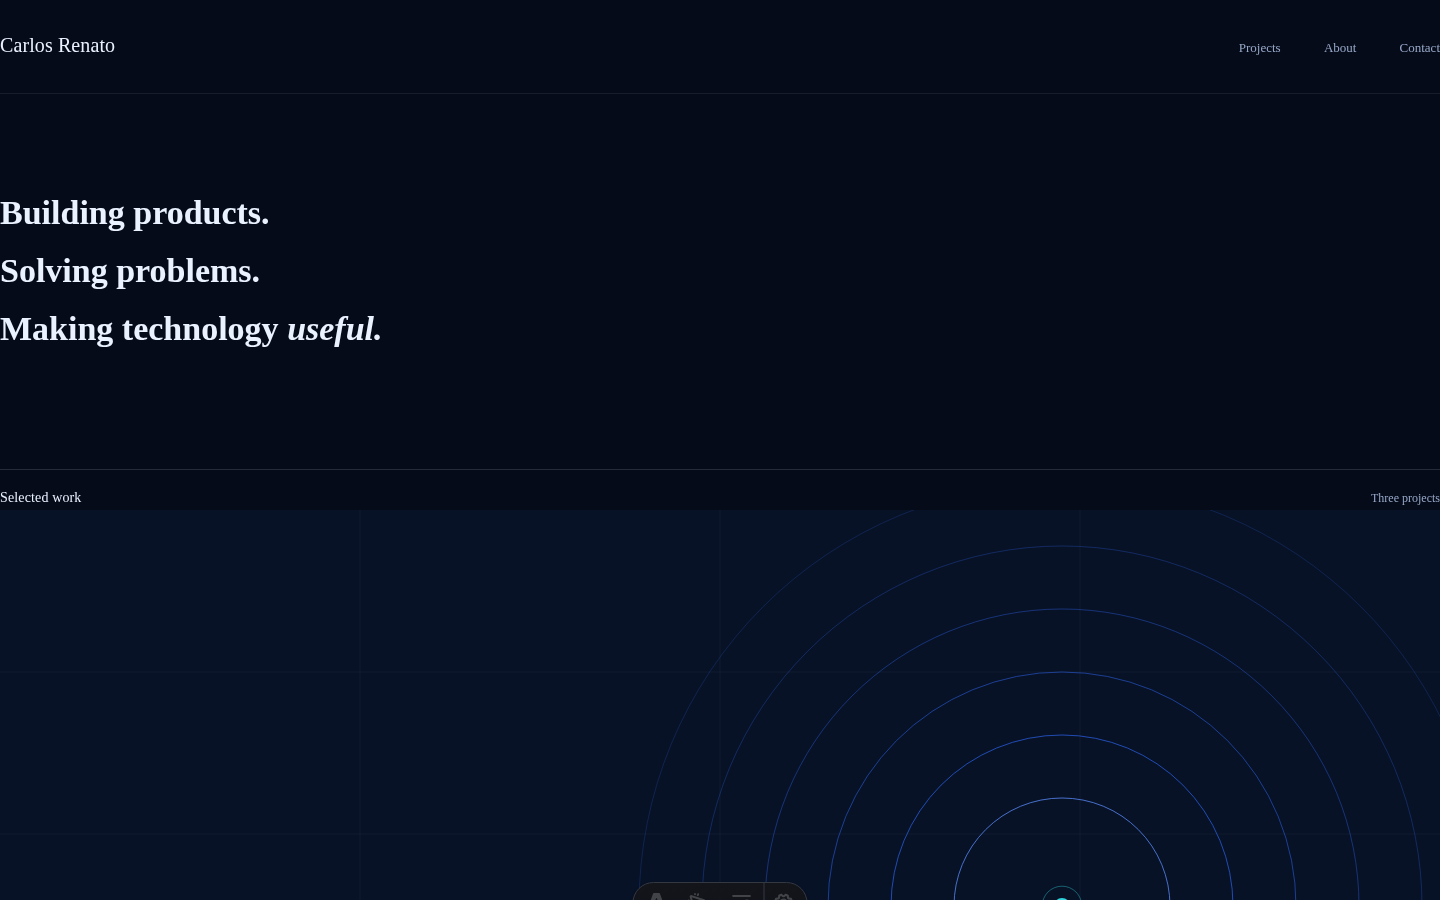 Carlos Renato
Projects
About
Contact
Building products.
Solving problems.
Making technology useful.
Selected work
Three projects